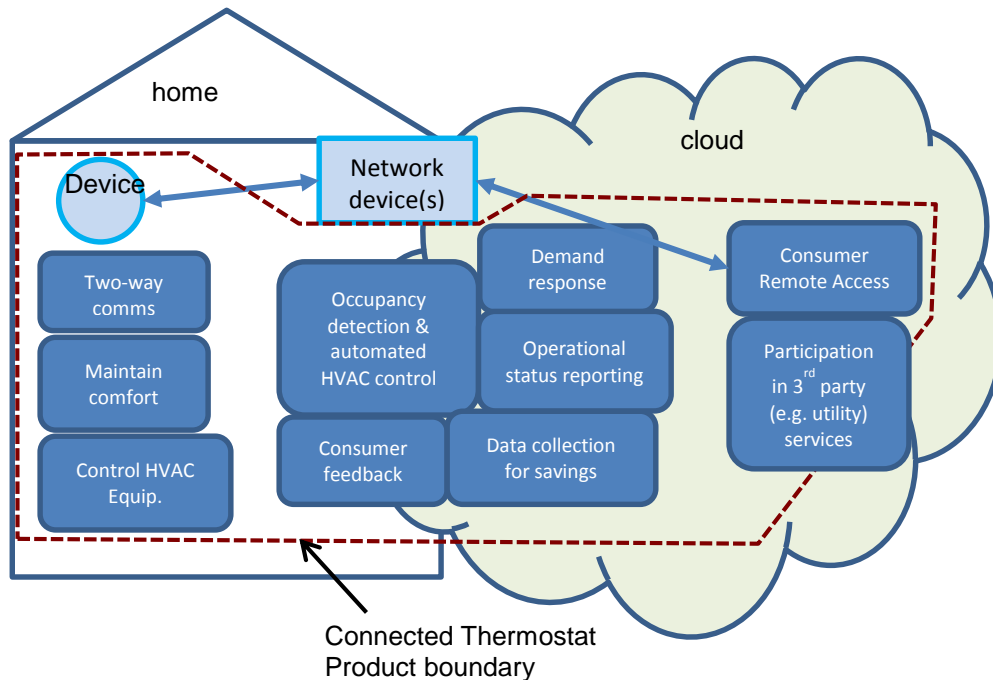 home
cloud
Device
Network
device(s)
Two-way
comms
Maintain
comfort
Control HVAC
Equip.
Occupancy
detection &
automated
HVAC control
Consumer
feedback
Demand
response
Operational
status reporting
Data collection
for savings
Consumer
Remote Access
Participation
in 3rd party
(e.g. utility)
services
Connected Thermostat
Product boundary